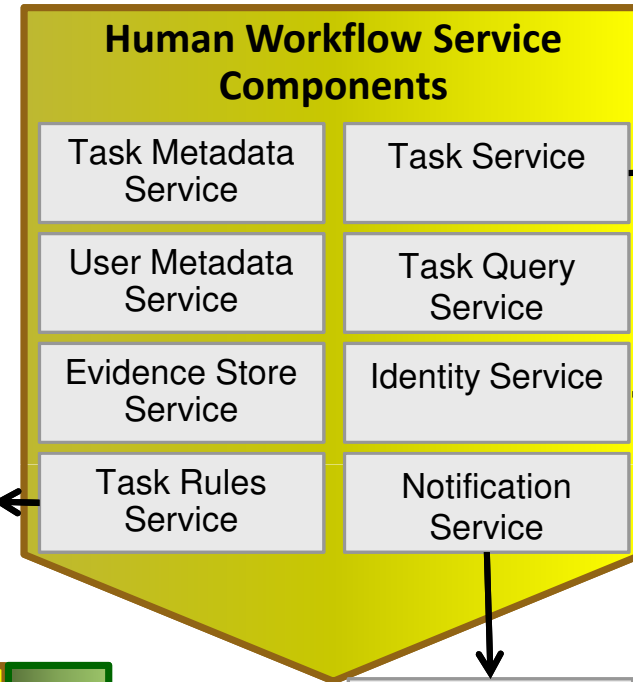 Human Workflow Service
Components
Task Metadata
Service
Task Service
User Metadata
Service
Task Query
Service
Evidence Store
Service
Identity Service
Task Rules
Service
Notification
Service